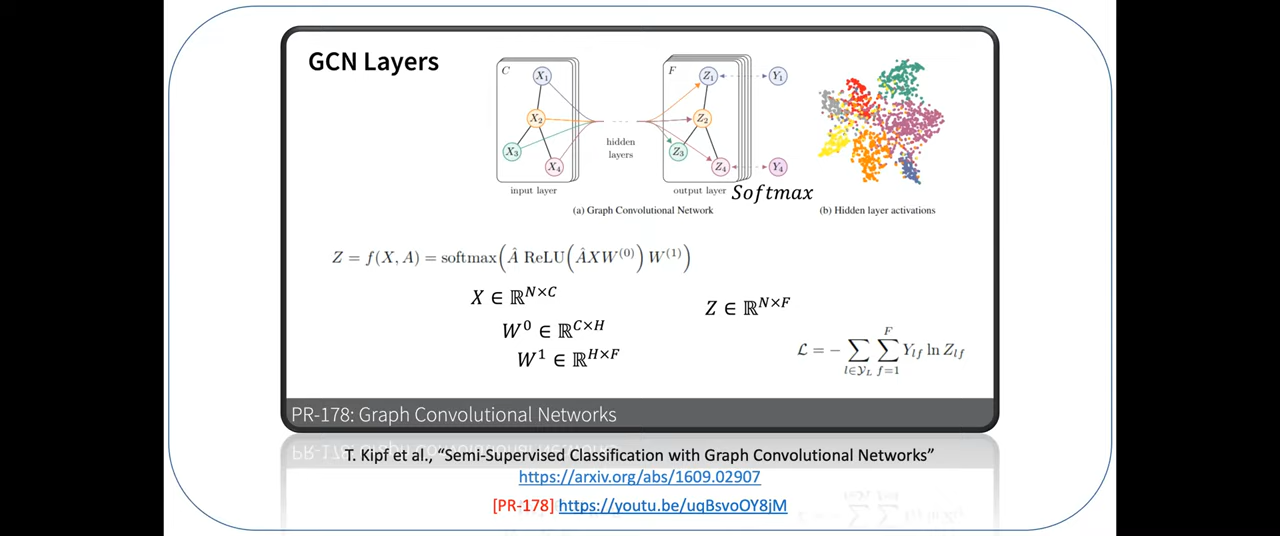 GCN Layers
C
X₁
X₂
X₃
X₄
input layer
hidden
layers
F
Z₁
Z₂
Z₃
Z₄
Y₁
Y₄
output layer
Softmax
(a) Graph Convolutional Network
(b) Hidden layer activations
Z = f(X, A) = softmax(Â ReLU(ÂXW⁽⁰⁾) W⁽¹⁾)
X ∈ ℝ^{N×C}
Z ∈ ℝ^{N×F}
W⁰ ∈ ℝ^{C×H}
W¹ ∈ ℝ^{H×F}
ℒ = − ∑_{l∈𝒴_L} ∑_{f=1}^{F} Y_{lf} ln Z_{lf}
PR-178: Graph Convolutional Networks
T. Kipf et al., “Semi-Supervised Classification with Graph Convolutional Networks”
https://arxiv.org/abs/1609.02907
[PR-178] https://youtu.be/uqBsvoOY8jM